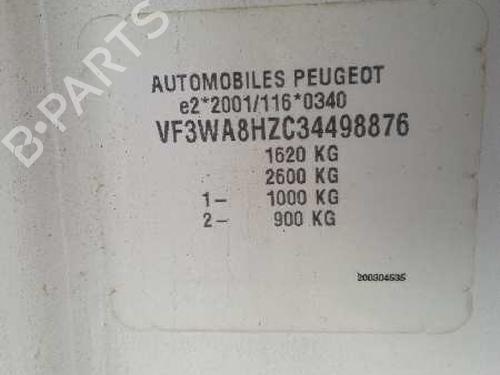 B-PARTS
AUTOMOBILES PEUGEOT
e2*2001/116*0340
VF3WA8HZC34498876
1620 KG
2600 KG
1- 1000 KG
2- 900 KG
200304535